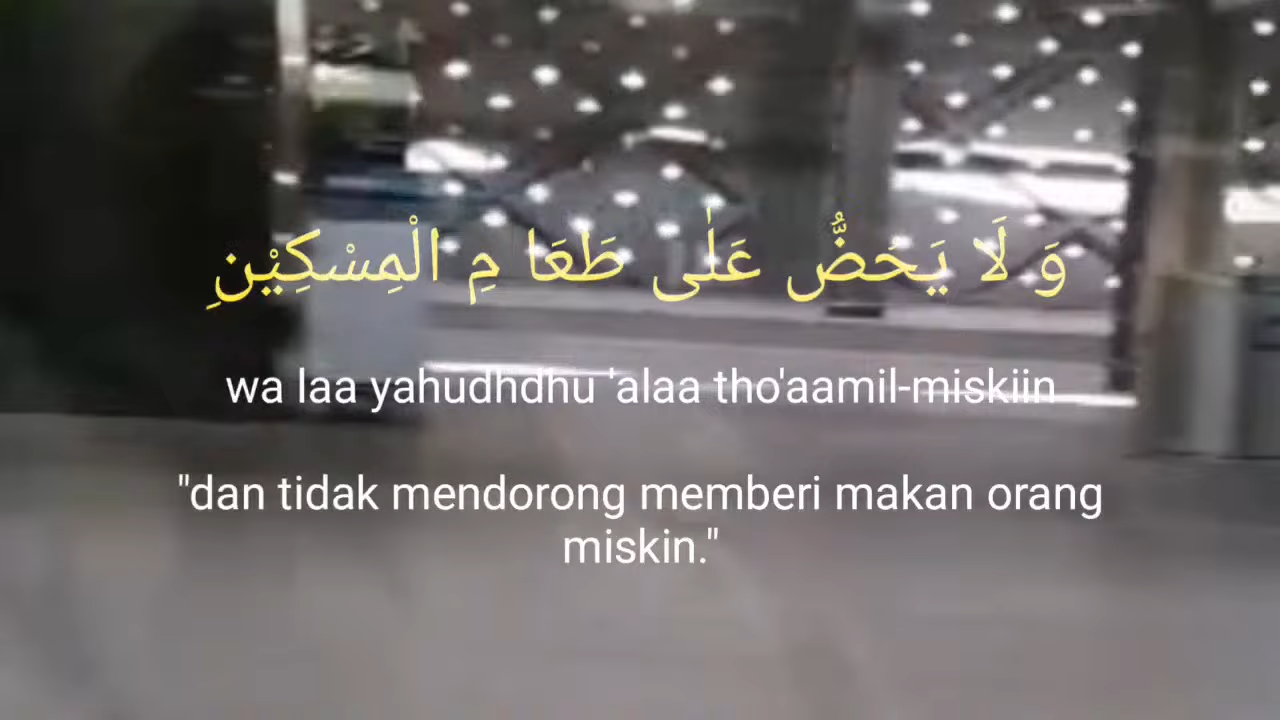 وَ لَا يَحُضُّ عَلٰى طَعَا مِ الْمِسْكِيْنِ
wa laa yahudhdhu 'alaa tho'aamil-miskiin
"dan tidak mendorong memberi makan orang
miskin."